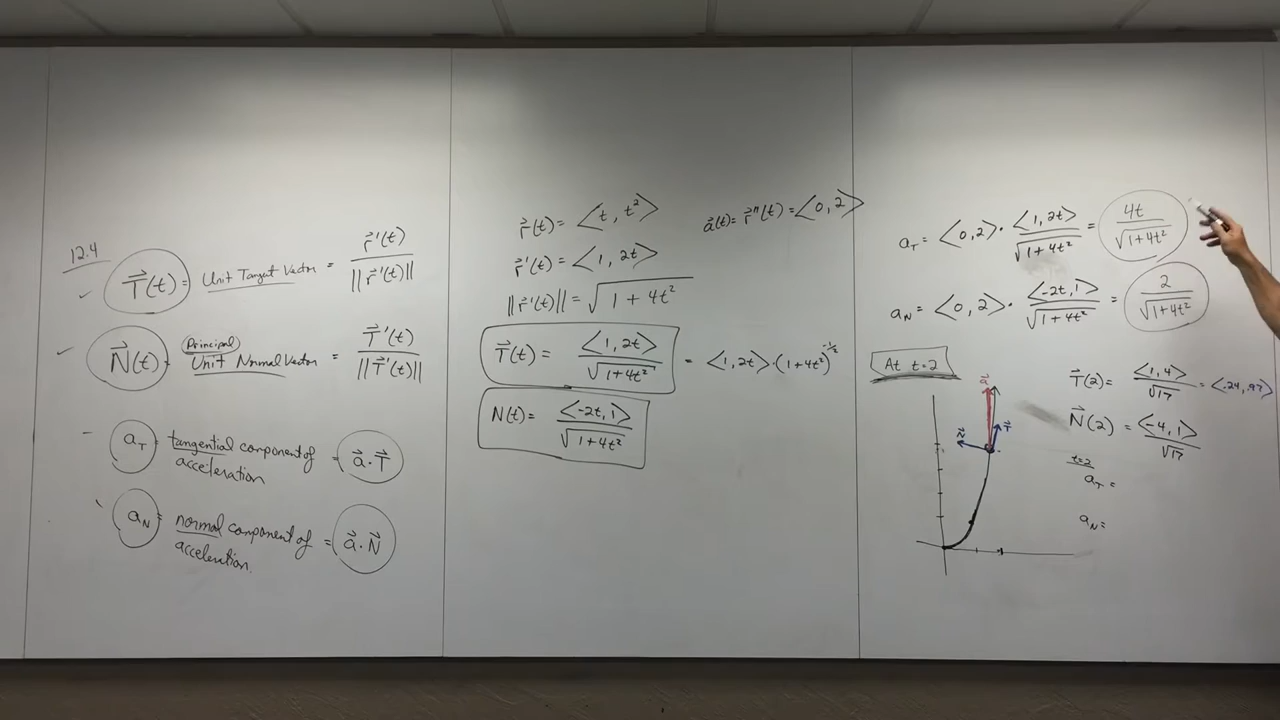 12.4
T⃗(t) = Unit Tangent Vector = r⃗'(t) / ||r⃗'(t)||
N⃗(t) = (Principal) Unit Normal Vector = T⃗'(t) / ||T⃗'(t)||
a_T = tangential component of acceleration = a⃗·T⃗
a_N = normal component of acceleration. = a⃗·N⃗
r⃗(t) = <t, t²>
a⃗(t) = r⃗"(t) = <0, 2>
r⃗'(t) = <1, 2t>
||r⃗'(t)|| = √(1+4t²)
T⃗(t) = <1, 2t> / √(1+4t²) = <1, 2t>·(1+4t²)^(-1/2)
N(t) = <-2t, 1> / √(1+4t²)
a_T = <0,2>·<1, 2t> / √(1+4t²) = 4t / √(1+4t²)
a_N = <0,2>·<-2t, 1> / √(1+4t²) = 2 / √(1+4t²)
At t=2
a⃗
N⃗
T⃗
T⃗(2) = <1,4> / √17 = <.24, .97>
N⃗(2) = <-4,1> / √17
t=2
a_T =
a_N =